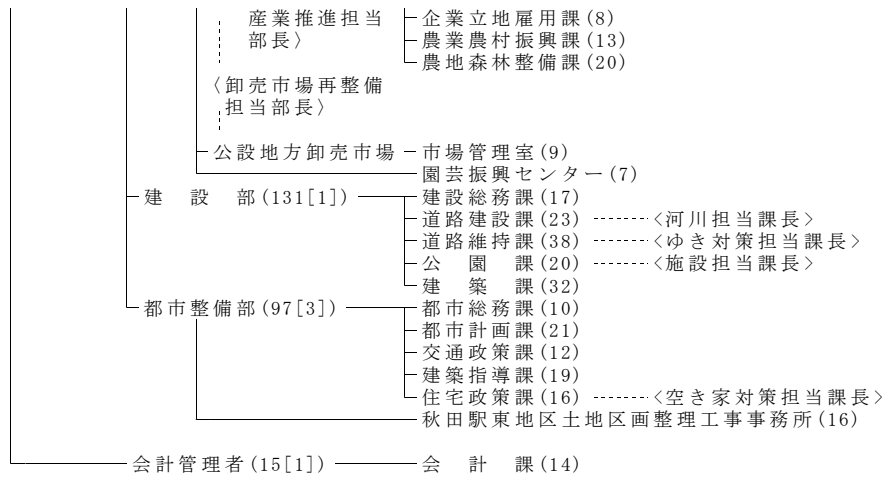 産業推進担当 企業立地雇用課(8)
部長〉 農業農村振興課(13)
農地森林整備課(20)
〈卸売市場再整備
担当部長〉
公設地方卸売市場 市場管理室(9)
園芸振興センター(7)
建設部(131[1]) 建設総務課(17)
道路建設課(23) <河川担当課長>
道路維持課(38) <ゆき対策担当課長>
公園課(20) <施設担当課長>
建築課(32)
都市整備部(97[3]) 都市総務課(10)
都市計画課(21)
交通政策課(12)
建築指導課(19)
住宅政策課(16) <空き家対策担当課長>
秋田駅東地区土地区画整理工事事務所(16)
会計管理者(15[1]) 会計課(14)